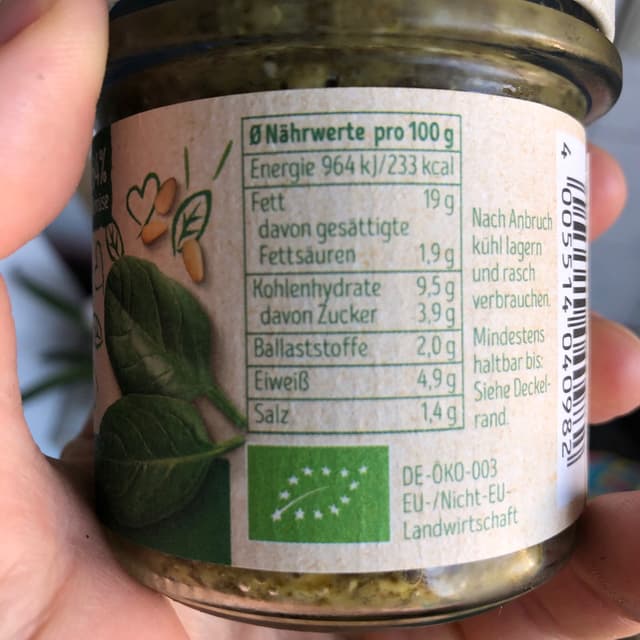 Ø Nährwerte pro 100 g
Energie 964 kJ/233 kcal
Fett 19 g
davon gesättigte
Fettsäuren 1,9 g
Kohlenhydrate 9,5 g
davon Zucker 3,9 g
Ballaststoffe 2,0 g
Eiweiß 4,9 g
Salz 1,4 g
Nach Anbruch
kühl lagern
und rasch
verbrauchen.
Mindestens
haltbar bis:
Siehe Deckel-
rand.
DE-ÖKO-003
EU-/Nicht-EU-
Landwirtschaft
4 005514 040982